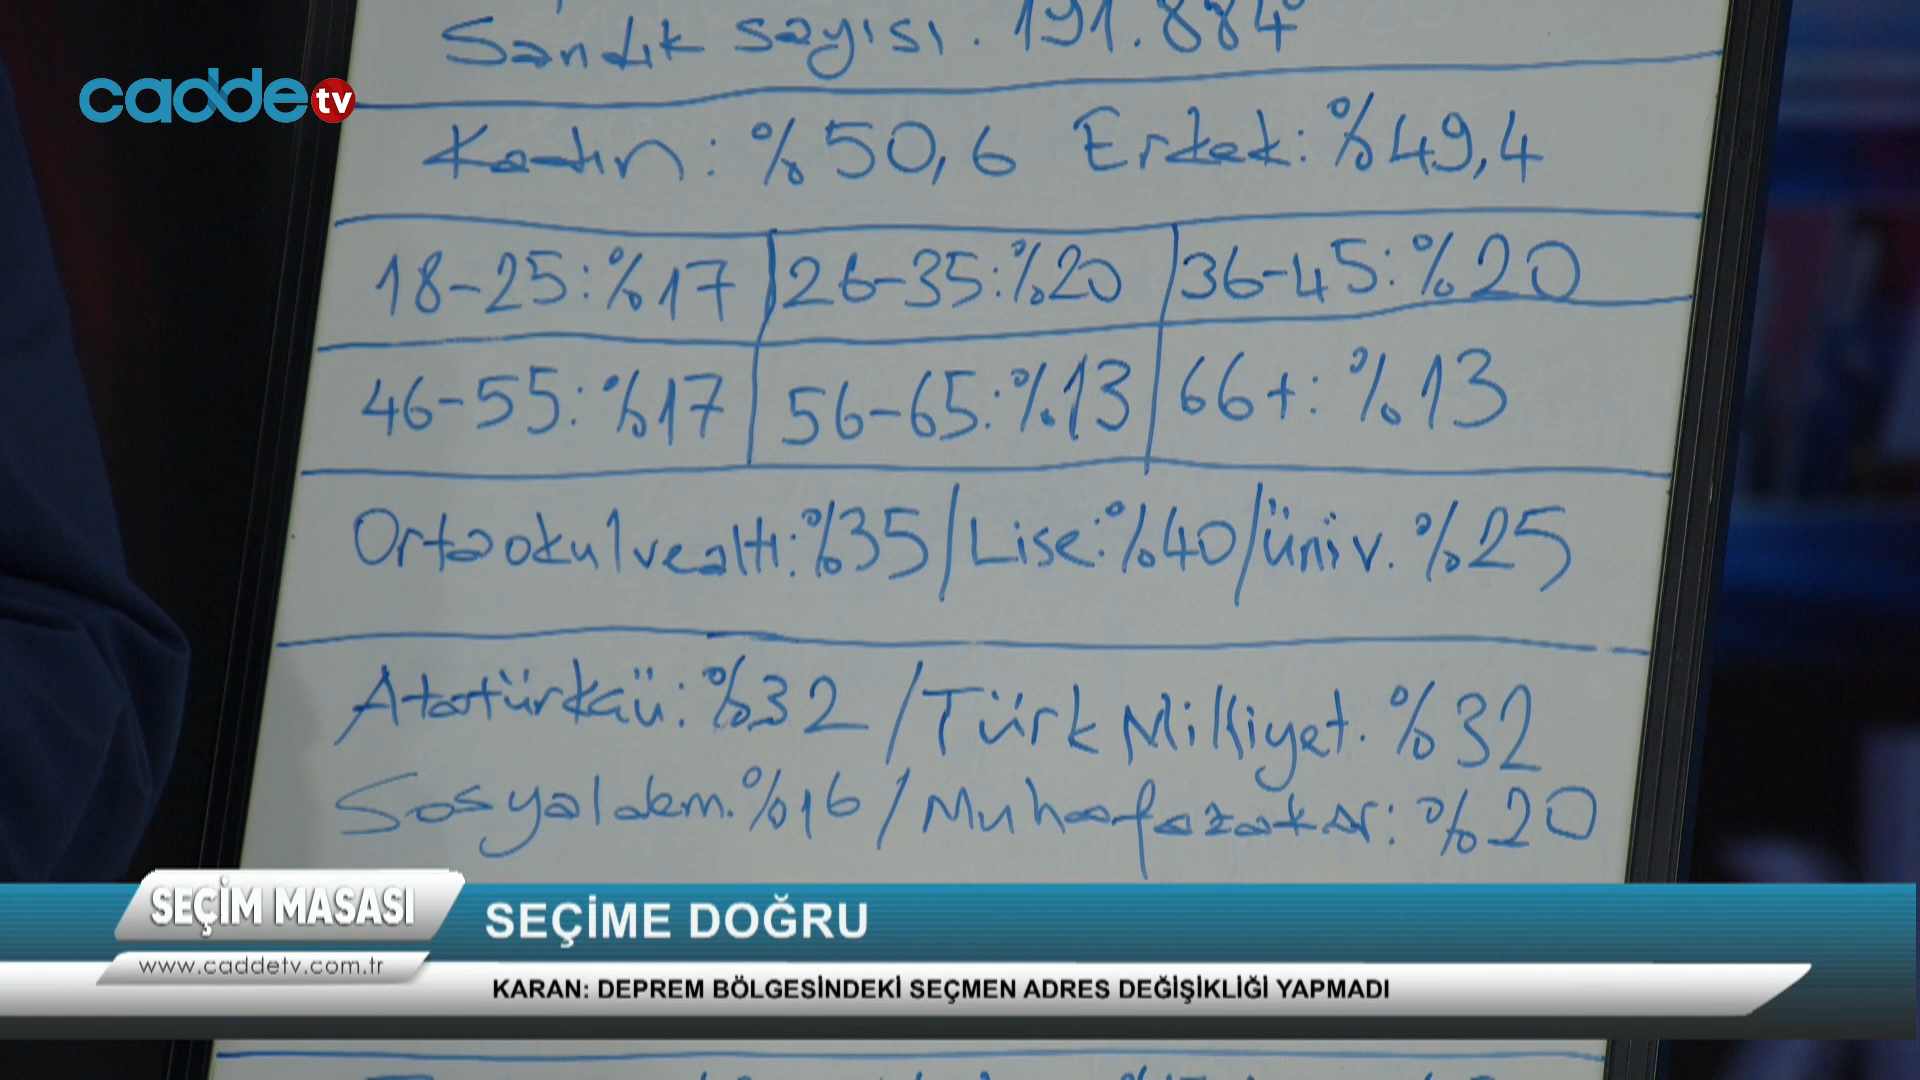 Sandık sayısı. 191.884
cadde tv
Kadın: %50,6 Erkek: %49,4
18-25: %17 26-35: %20 36-45: %20
46-55: %17 56-65: %13 66+: %13
Ortaokul ve altı: %35 / Lise: %40 / üniv. %25
Atatürkçü: %32 / Türk Milliyet. %32
Sosyal dem. %16 / Muhafazakar: %20
SEÇİM MASASI
SEÇİME DOĞRU
www.caddetv.com.tr
KARAN: DEPREM BÖLGESİNDEKİ SEÇMEN ADRES DEĞİŞİKLİĞİ YAPMADI